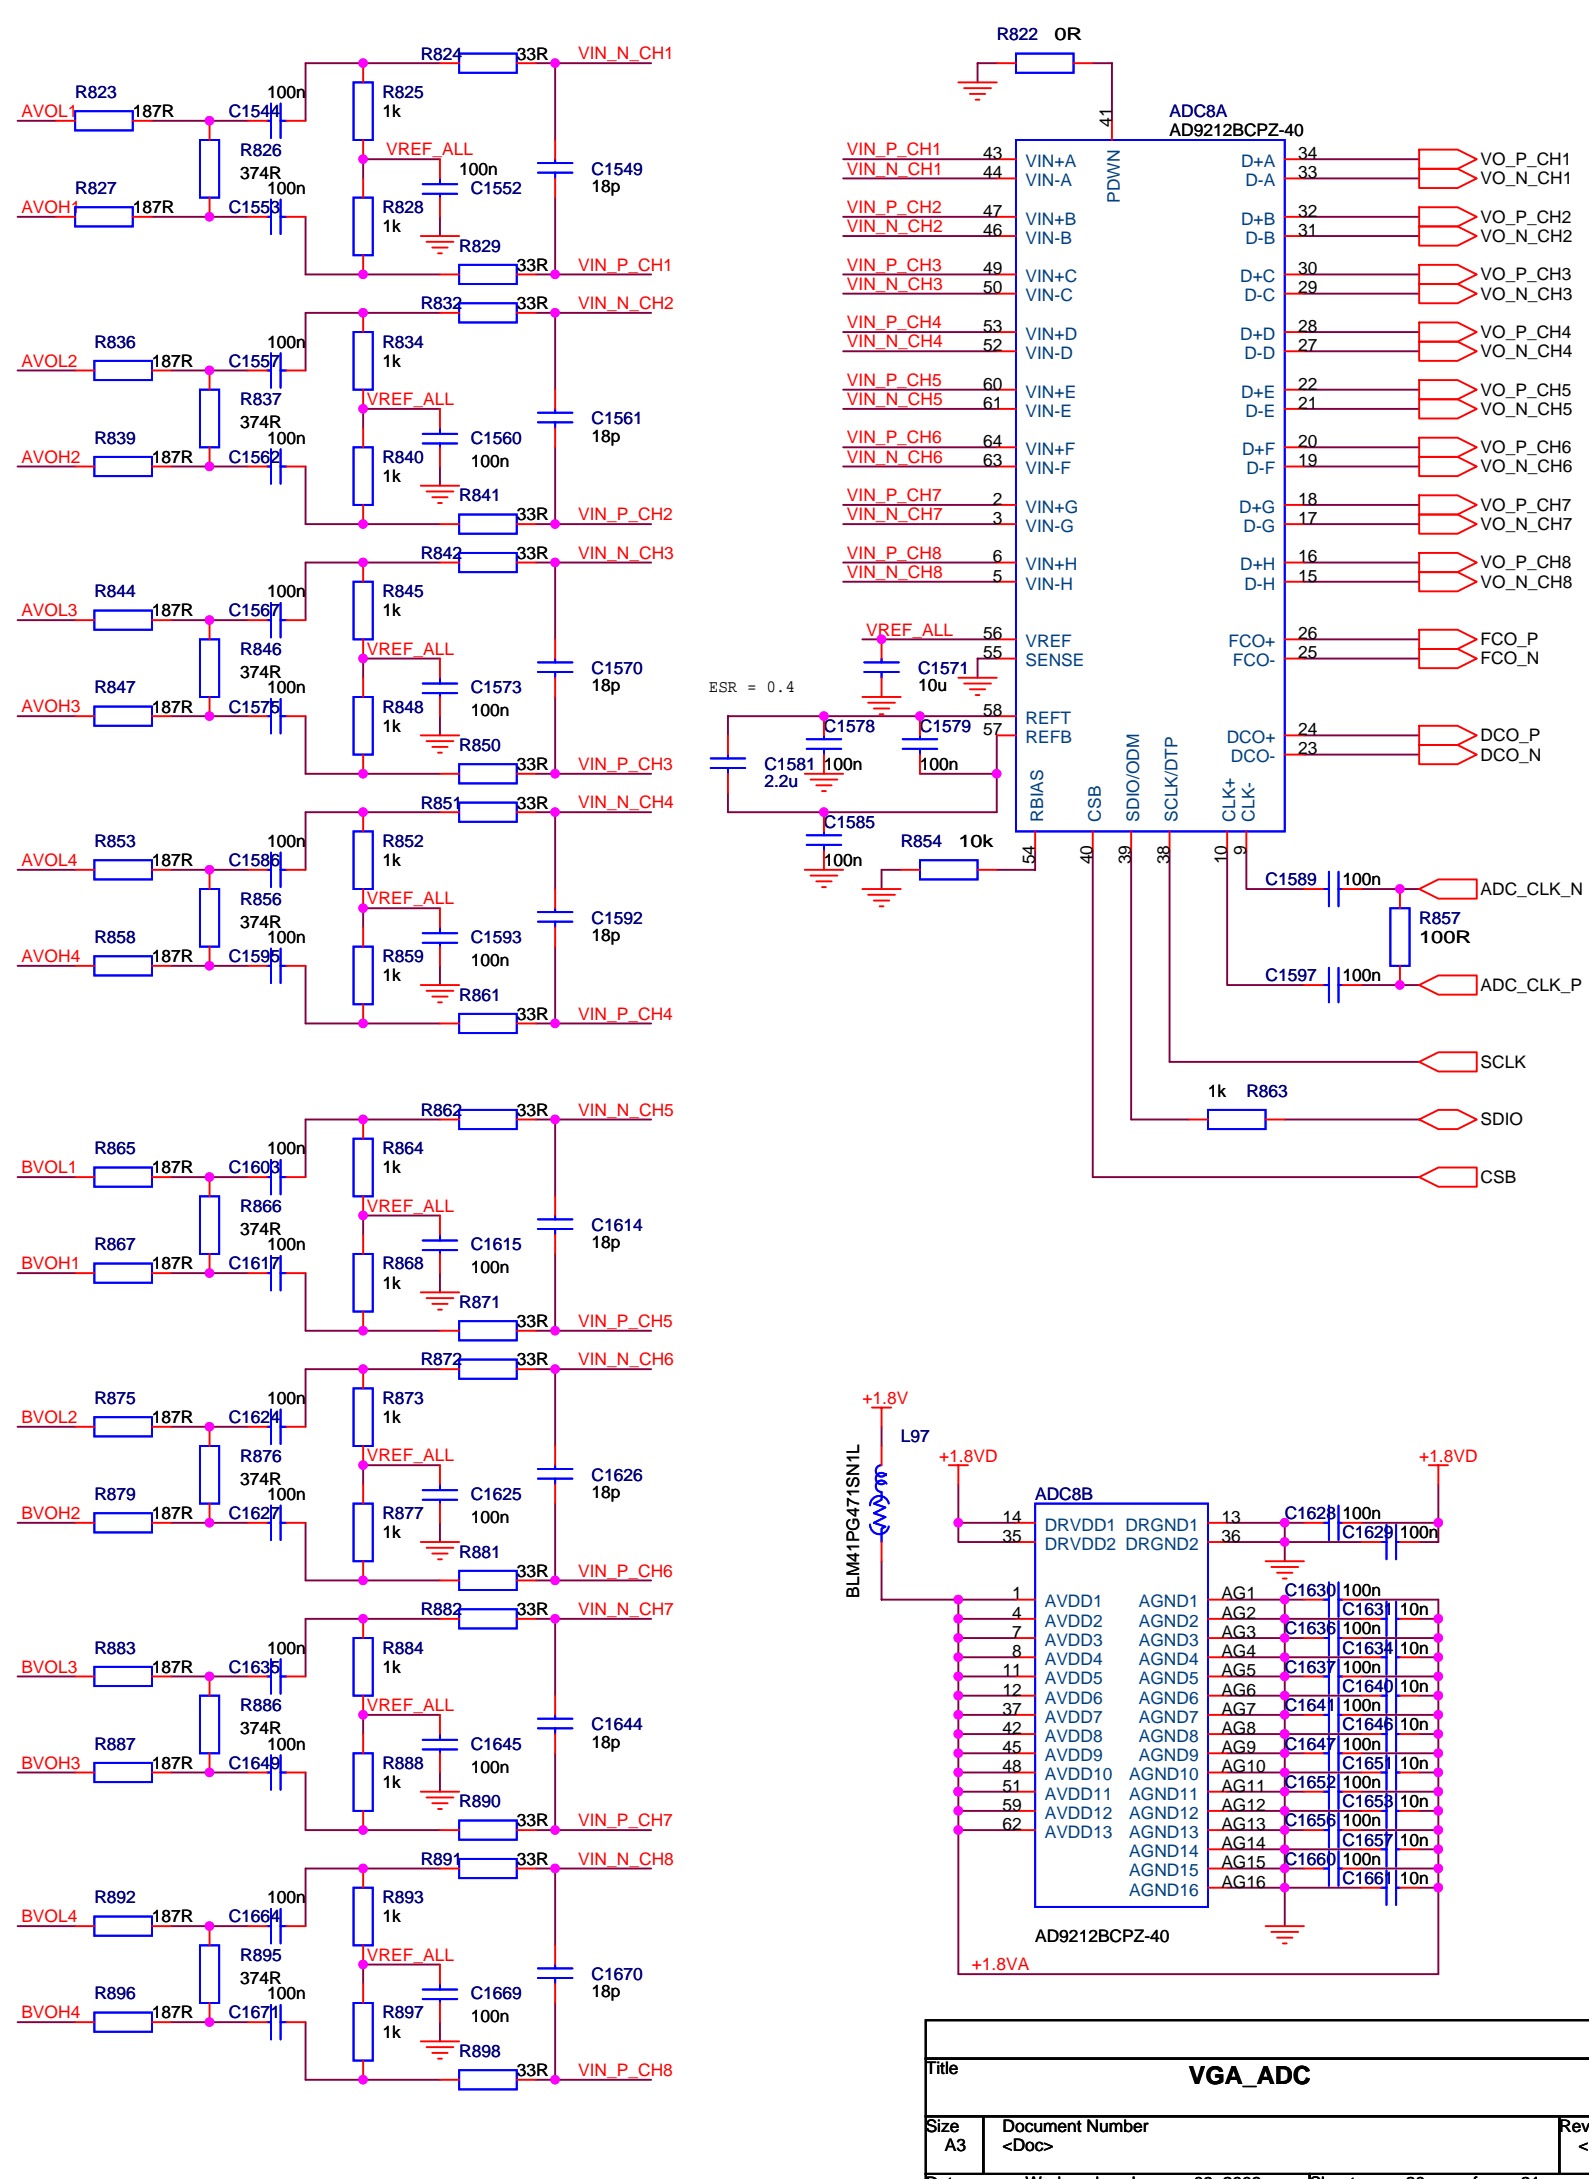 R824 33R VIN_N_CH1
R823 100n R825
AVOL1 187R C1544 1k
R826 VREF_ALL
374R 100n C1549
R827 100n C1552 18p
AVOH1 187R C1553 R828
1k
R829
33R VIN_P_CH1
R832 33R VIN_N_CH2
R836 100n R834
AVOL2 187R C1557 1k
R837 VREF_ALL
374R C1561
R839 100n C1560 18p
AVOH2 187R C1562 R840 100n
1k
R841
33R VIN_P_CH2
R842 33R VIN_N_CH3
R844 100n R845
AVOL3 187R C1567 1k
R846 VREF_ALL
374R C1570
R847 100n C1573 18p
AVOH3 187R C1575 R848 100n
1k
R850
33R VIN_P_CH3
R851 33R VIN_N_CH4
R853 100n R852
AVOL4 187R C1586 1k
R856 VREF_ALL
374R C1592
R858 100n C1593 18p
AVOH4 187R C1595 R859 100n
1k
R861
33R VIN_P_CH4
R862 33R VIN_N_CH5
R865 100n R864
BVOL1 187R C1603 1k
R866 VREF_ALL
374R C1614
R867 100n C1615 18p
BVOH1 187R C1617 R868 100n
1k
R871
33R VIN_P_CH5
R872 33R VIN_N_CH6
R875 100n R873
BVOL2 187R C1624 1k
R876 VREF_ALL
374R C1626
R879 100n C1625 18p
BVOH2 187R C1627 R877 100n
1k
R881
33R VIN_P_CH6
R882 33R VIN_N_CH7
R883 100n R884
BVOL3 187R C1635 1k
R886 VREF_ALL
374R C1644
R887 100n C1645 18p
BVOH3 187R C1649 R888 100n
1k
R890
33R VIN_P_CH7
R891 33R VIN_N_CH8
R892 100n R893
BVOL4 187R C1664 1k
R895 VREF_ALL
374R C1670
R896 100n C1669 18p
BVOH4 187R C1671 R897 100n
1k
R898
33R VIN_P_CH8
R822 0R
41
ADC8A
AD9212BCPZ-40
PDWN
VIN_P_CH1 43 VIN+A D+A 34 VO_P_CH1
VIN_N_CH1 44 VIN-A D-A 33 VO_N_CH1
VIN_P_CH2 47 VIN+B D+B 32 VO_P_CH2
VIN_N_CH2 46 VIN-B D-B 31 VO_N_CH2
VIN_P_CH3 49 VIN+C D+C 30 VO_P_CH3
VIN_N_CH3 50 VIN-C D-C 29 VO_N_CH3
VIN_P_CH4 53 VIN+D D+D 28 VO_P_CH4
VIN_N_CH4 52 VIN-D D-D 27 VO_N_CH4
VIN_P_CH5 60 VIN+E D+E 22 VO_P_CH5
VIN_N_CH5 61 VIN-E D-E 21 VO_N_CH5
VIN_P_CH6 64 VIN+F D+F 20 VO_P_CH6
VIN_N_CH6 63 VIN-F D-F 19 VO_N_CH6
VIN_P_CH7 2 VIN+G D+G 18 VO_P_CH7
VIN_N_CH7 3 VIN-G D-G 17 VO_N_CH7
VIN_P_CH8 6 VIN+H D+H 16 VO_P_CH8
VIN_N_CH8 5 VIN-H D-H 15 VO_N_CH8
VREF_ALL 56 VREF FCO+ 26 FCO_P
C1571 55 SENSE FCO- 25 FCO_N
10u
ESR = 0.4
58 REFT
C1578 C1579 57 REFB DCO+ 24 DCO_P
DCO- 23 DCO_N
C1581 100n 100n
2.2u
RBIAS CSB SDIO/ODM SCLK/DTP CLK+ CLK-
C1585
100n
R854 10k
54 40 39 38 10 9
C1589 100n ADC_CLK_N
R857
100R
C1597 100n ADC_CLK_P
SCLK
1k R863
SDIO
CSB
+1.8V
L97
BLM41PG471SN1L
+1.8VD +1.8VD
ADC8B
14 DRVDD1 DRGND1 13 C1628 100n
35 DRVDD2 DRGND2 36 C1629 100n
1 AVDD1 AGND1 AG1 C1630 100n
4 AVDD2 AGND2 AG2 C1631 10n
7 AVDD3 AGND3 AG3 C1636 100n
8 AVDD4 AGND4 AG4 C1634 10n
11 AVDD5 AGND5 AG5 C1637 100n
12 AVDD6 AGND6 AG6 C1640 10n
37 AVDD7 AGND7 AG7 C1641 100n
42 AVDD8 AGND8 AG8 C1646 10n
45 AVDD9 AGND9 AG9 C1647 100n
48 AVDD10 AGND10 AG10 C1651 10n
51 AVDD11 AGND11 AG11 C1652 100n
59 AVDD12 AGND12 AG12 C1653 10n
62 AVDD13 AGND13 AG13 C1656 100n
AGND14 AG14 C1657 10n
AGND15 AG15 C1660 100n
AGND16 AG16 C1661 10n
AD9212BCPZ-40
+1.8VA
Title
VGA_ADC
Size Document Number Rev
A3 <Doc> <